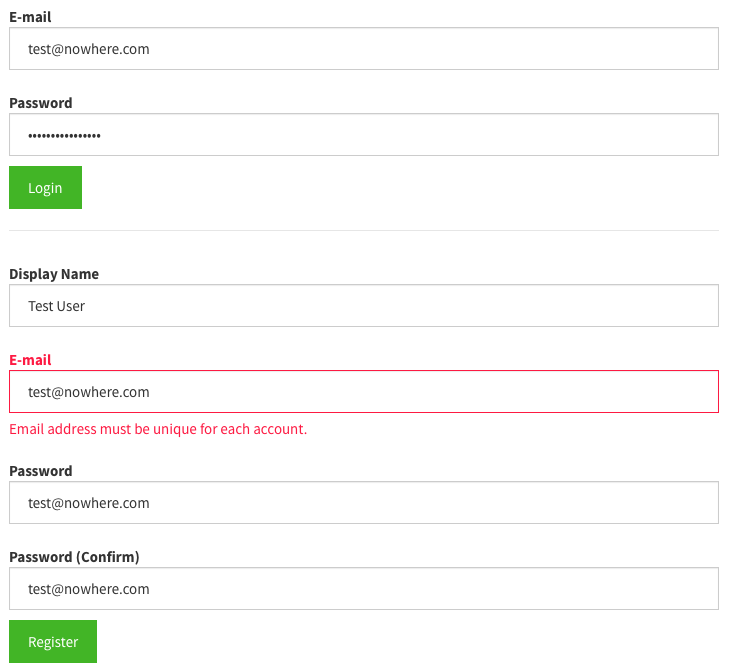 E-mail
test@nowhere.com
Password
••••••••••••••••
Login
Display Name
Test User
E-mail
test@nowhere.com
Email address must be unique for each account.
Password
test@nowhere.com
Password (Confirm)
test@nowhere.com
Register